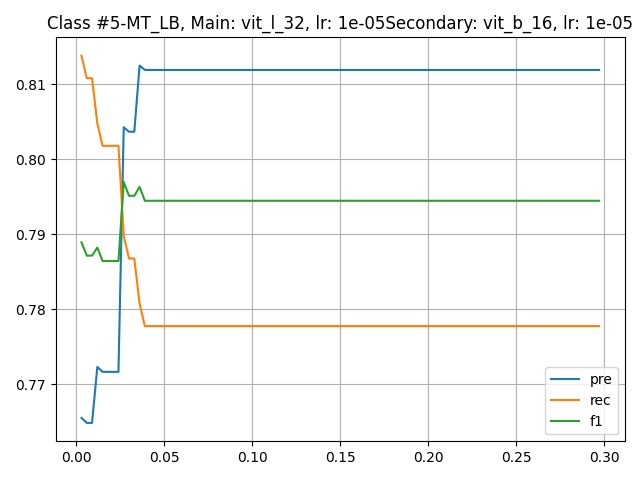 Class #5-MT_LB, Main: vit_l_32, lr: 1e-05Secondary: vit_b_16, lr: 1e-05
0.81
0.80
0.79
0.78
0.77
0.00 0.05 0.10 0.15 0.20 0.25 0.30
pre
rec
f1